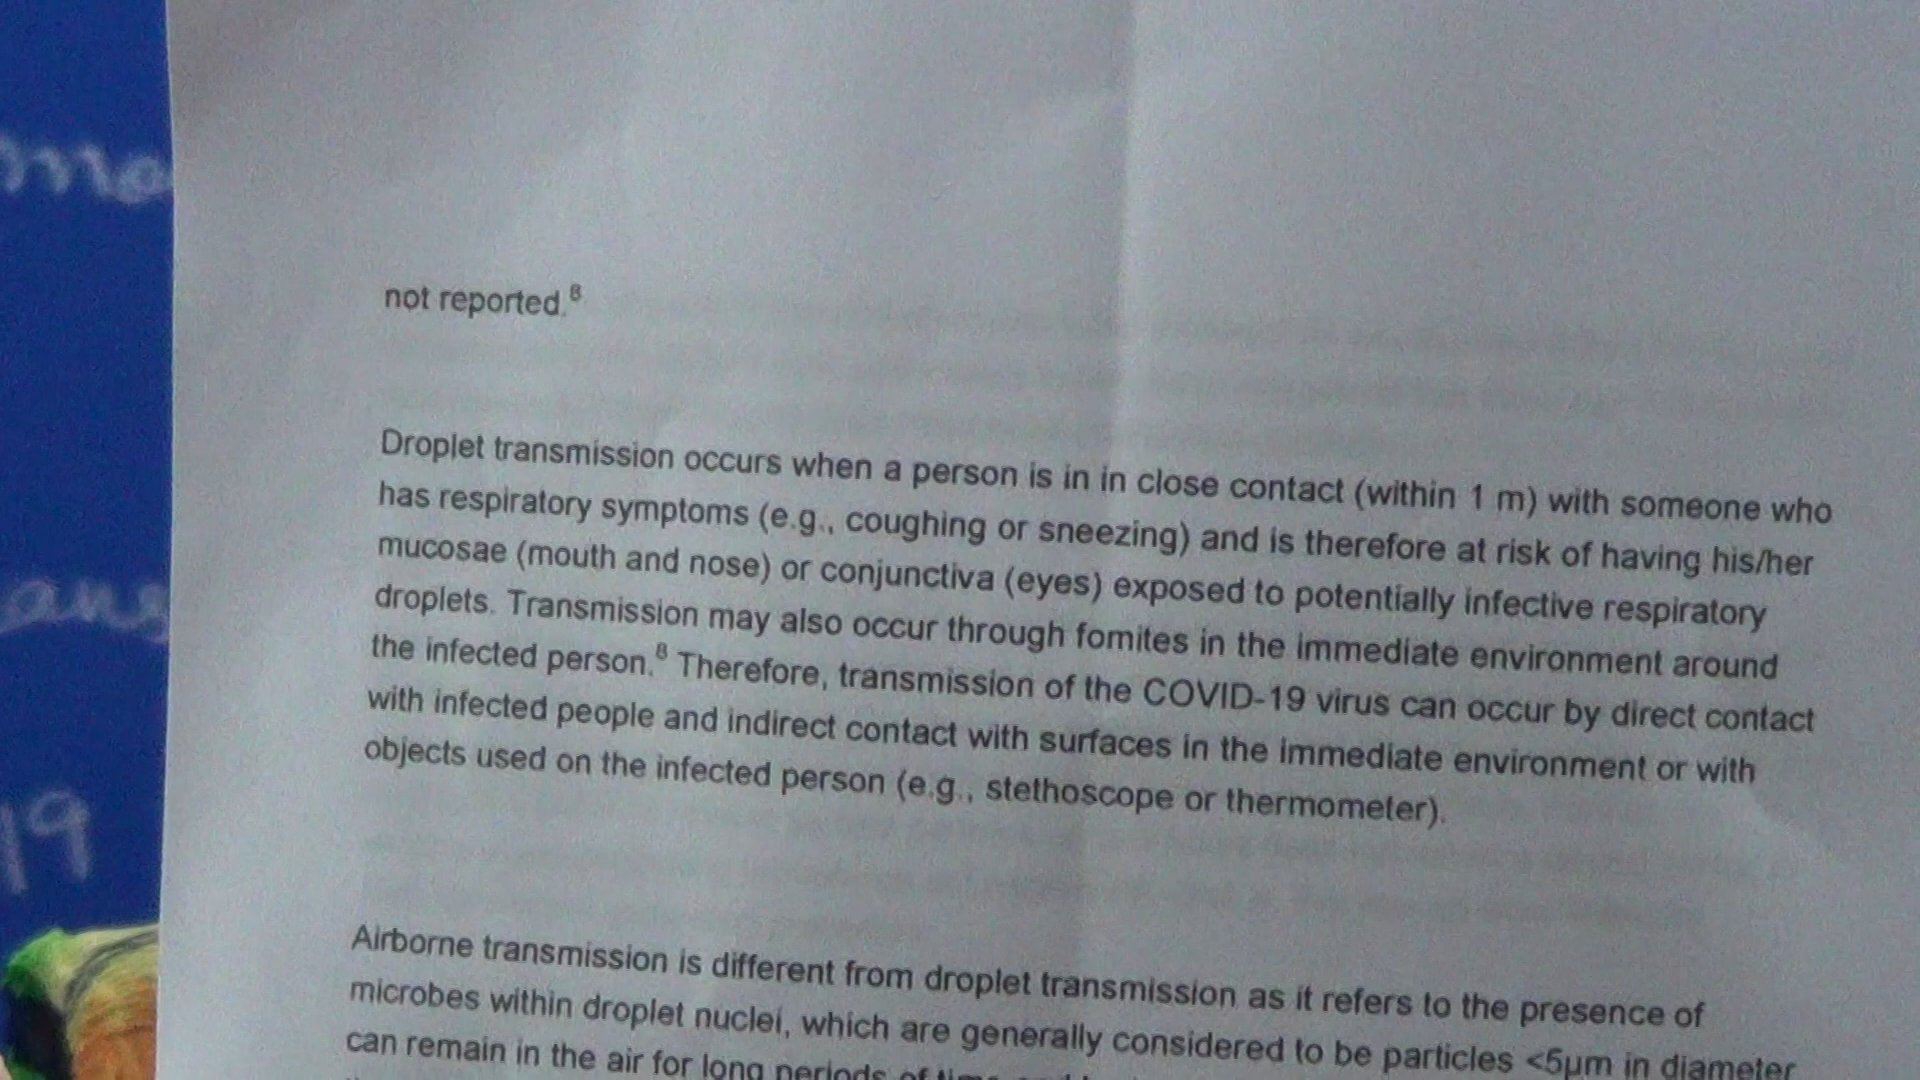 not reported.8
Droplet transmission occurs when a person is in in close contact (within 1 m) with someone who
has respiratory symptoms (e.g., coughing or sneezing) and is therefore at risk of having his/her
mucosae (mouth and nose) or conjunctiva (eyes) exposed to potentially infective respiratory
droplets. Transmission may also occur through fomites in the immediate environment around
the infected person.8 Therefore, transmission of the COVID-19 virus can occur by direct contact
with infected people and indirect contact with surfaces in the immediate environment or with
objects used on the infected person (e.g., stethoscope or thermometer).
Airborne transmission is different from droplet transmission as it refers to the presence of
microbes within droplet nuclei, which are generally considered to be particles <5μm in diameter
can remain in the air for long periods of time
19